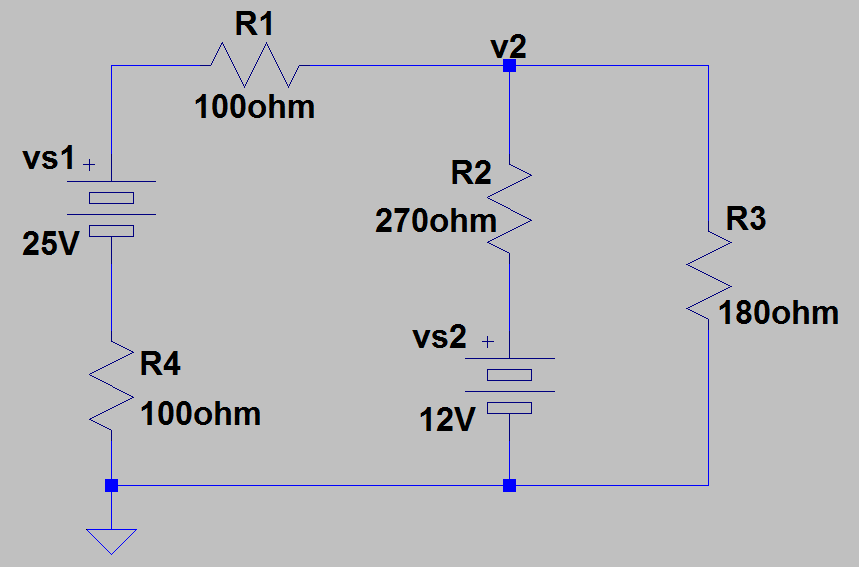 R1
v2
100ohm
vs1 +
R2
270ohm
R3
25V
180ohm
vs2 +
R4
100ohm
12V